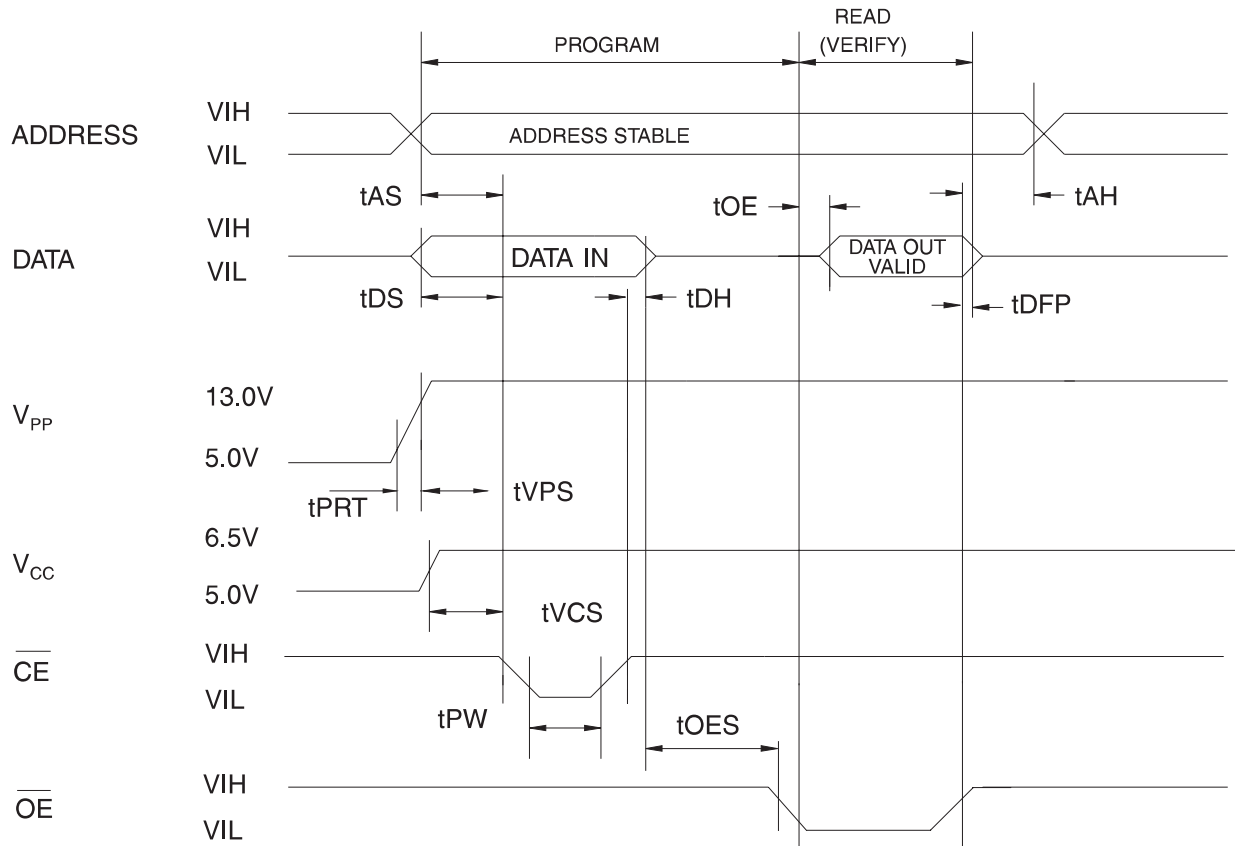 READ
PROGRAM
(VERIFY)
ADDRESS
VIH
VIL
ADDRESS STABLE
tAS
tOE
tAH
DATA
VIH
VIL
DATA IN
DATA OUT
VALID
tDS
tDH
tDFP
VPP
13.0V
5.0V
tPRT
tVPS
VCC
6.5V
5.0V
tVCS
CE
VIH
VIL
tPW
tOES
OE
VIH
VIL